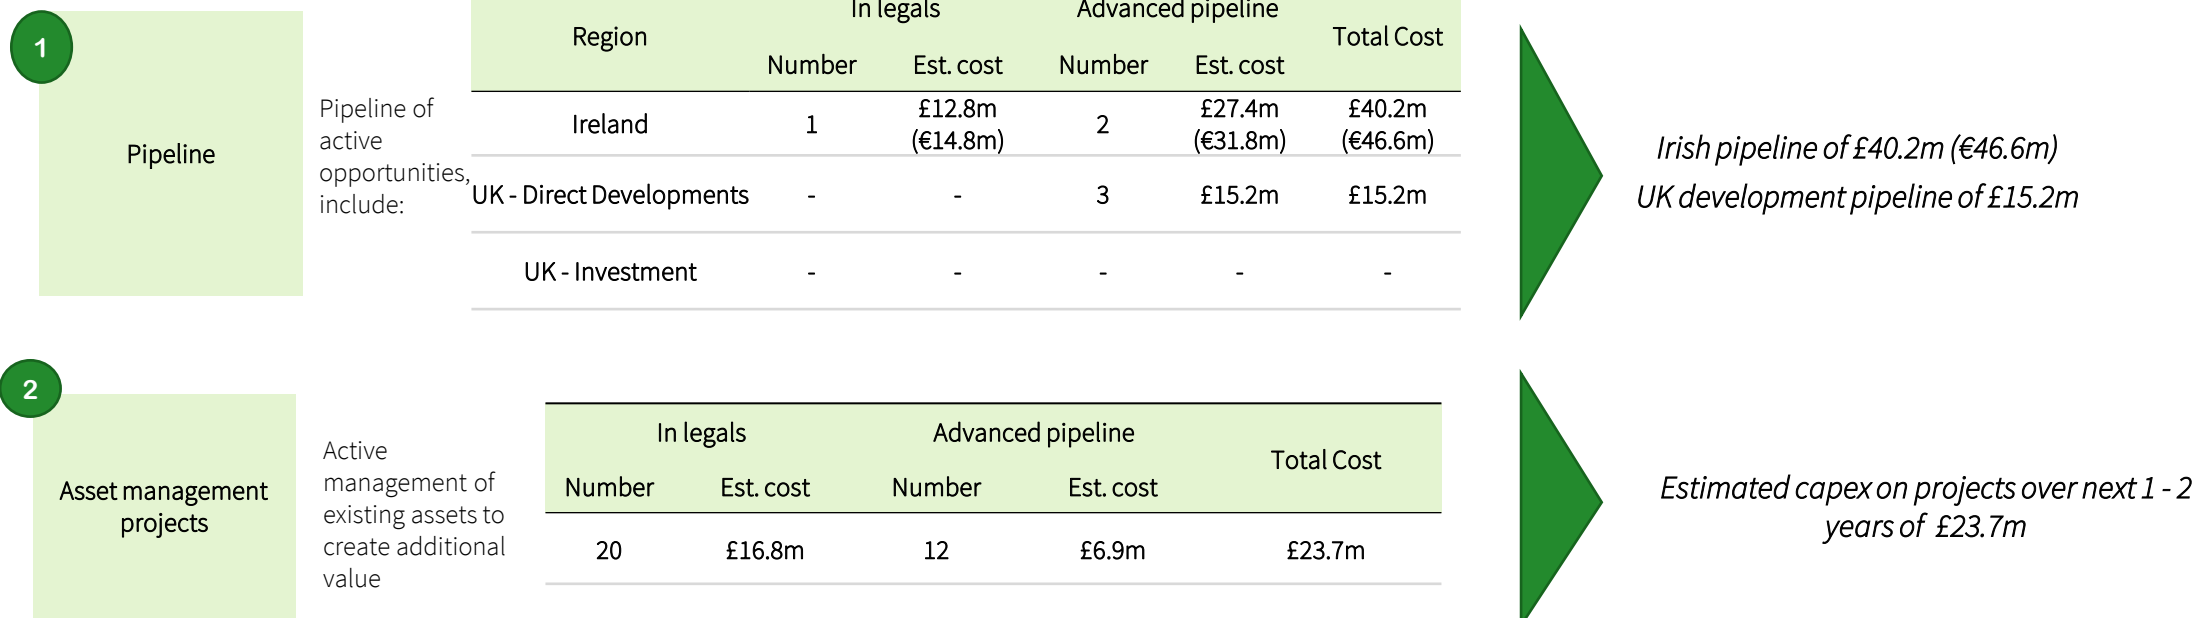 1
Pipeline
Pipeline of
active
opportunities,
include:
In legals Advanced pipeline
Region Total Cost
Number Est. cost Number Est. cost
Ireland 1 £12.8m (€14.8m) 2 £27.4m (€31.8m) £40.2m (€46.6m)
UK - Direct Developments - - 3 £15.2m £15.2m
UK - Investment - - - - -
Irish pipeline of £40.2m (€46.6m)
UK development pipeline of £15.2m
2
Asset management
projects
Active
management of
existing assets to
create additional
value
In legals Advanced pipeline
Total Cost
Number Est. cost Number Est. cost
20 £16.8m 12 £6.9m £23.7m
Estimated capex on projects over next 1 - 2
years of £23.7m